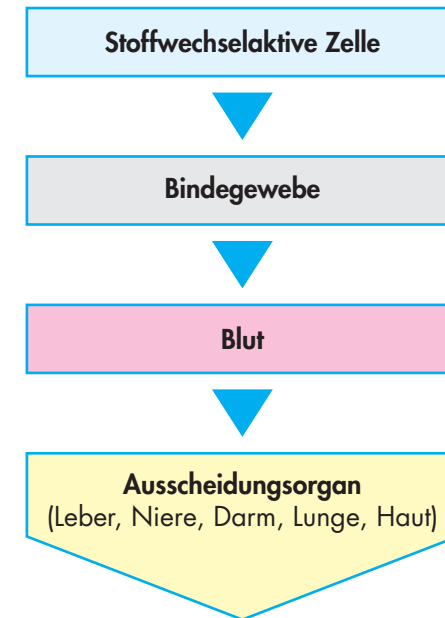 Stoffwechselaktive Zelle
Bindegewebe
Blut
Ausscheidungsorgan
(Leber, Niere, Darm, Lunge, Haut)